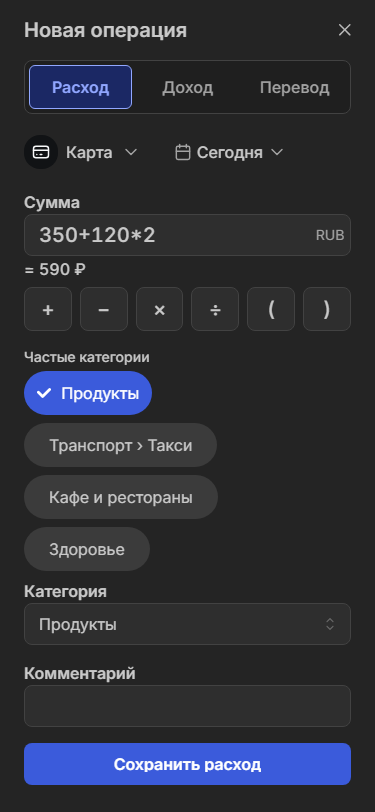 Новая операция
Расход Доход Перевод
Карта Сегодня
Сумма
350+120*2 RUB
= 590 ₽
+ − × ÷ ( )
Частые категории
Продукты
Транспорт › Такси
Кафе и рестораны
Здоровье
Категория
Продукты
Комментарий
Сохранить расход